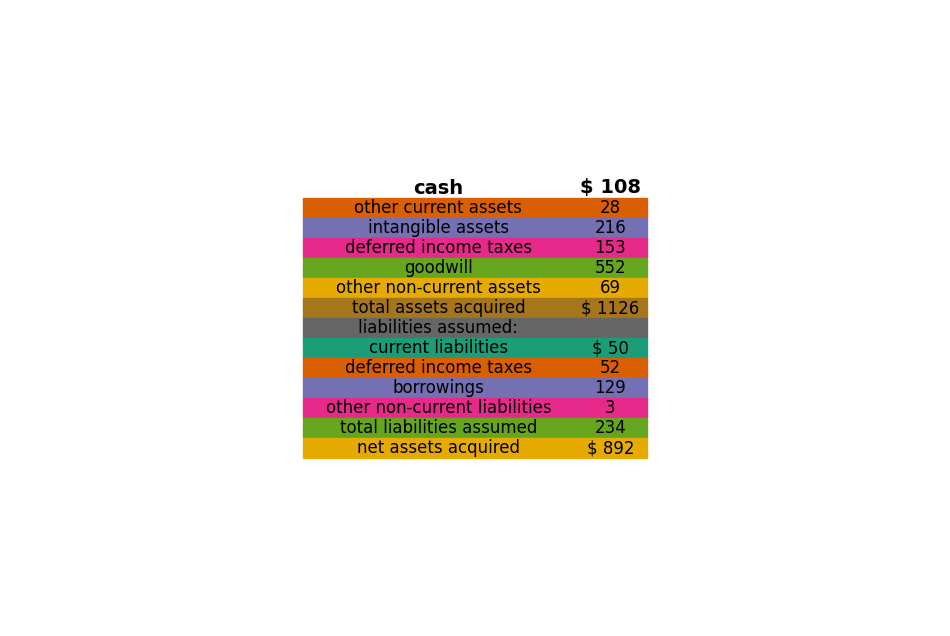 cash $ 108
other current assets 28
intangible assets 216
deferred income taxes 153
goodwill 552
other non-current assets 69
total assets acquired $ 1126
liabilities assumed:
current liabilities $ 50
deferred income taxes 52
borrowings 129
other non-current liabilities 3
total liabilities assumed 234
net assets acquired $ 892